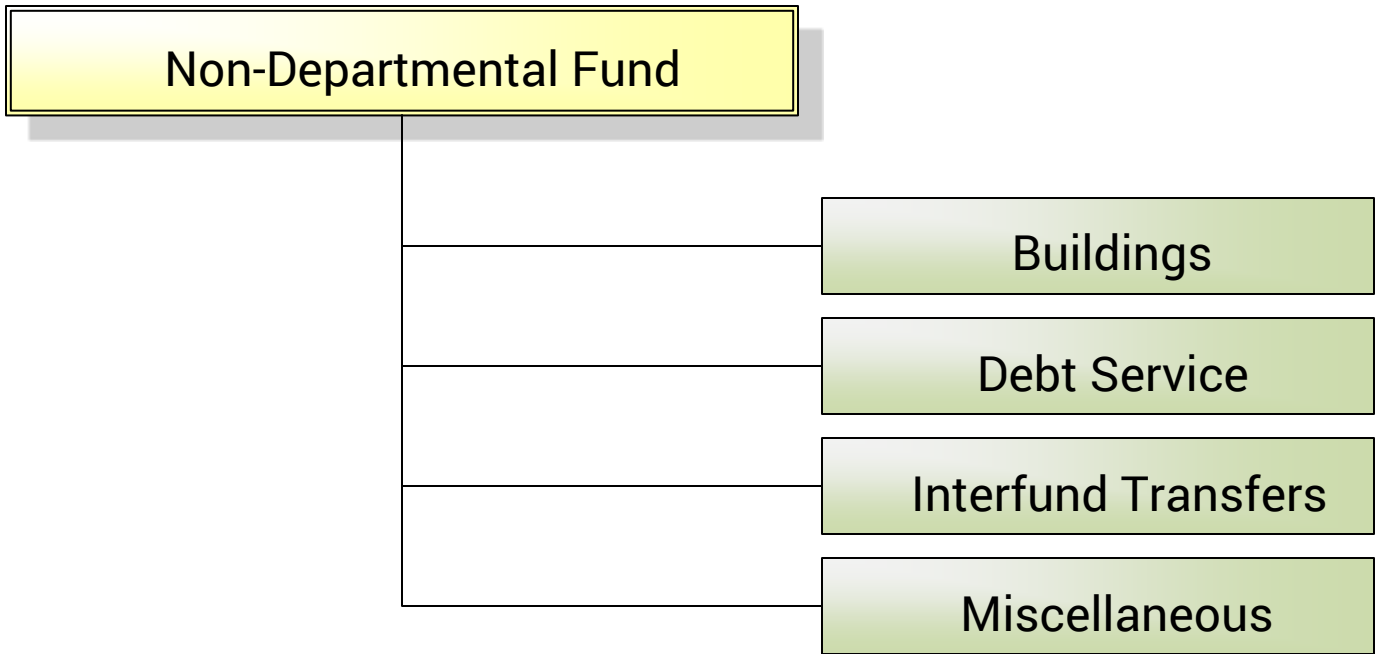 Non-Departmental Fund
Buildings
Debt Service
Interfund Transfers
Miscellaneous